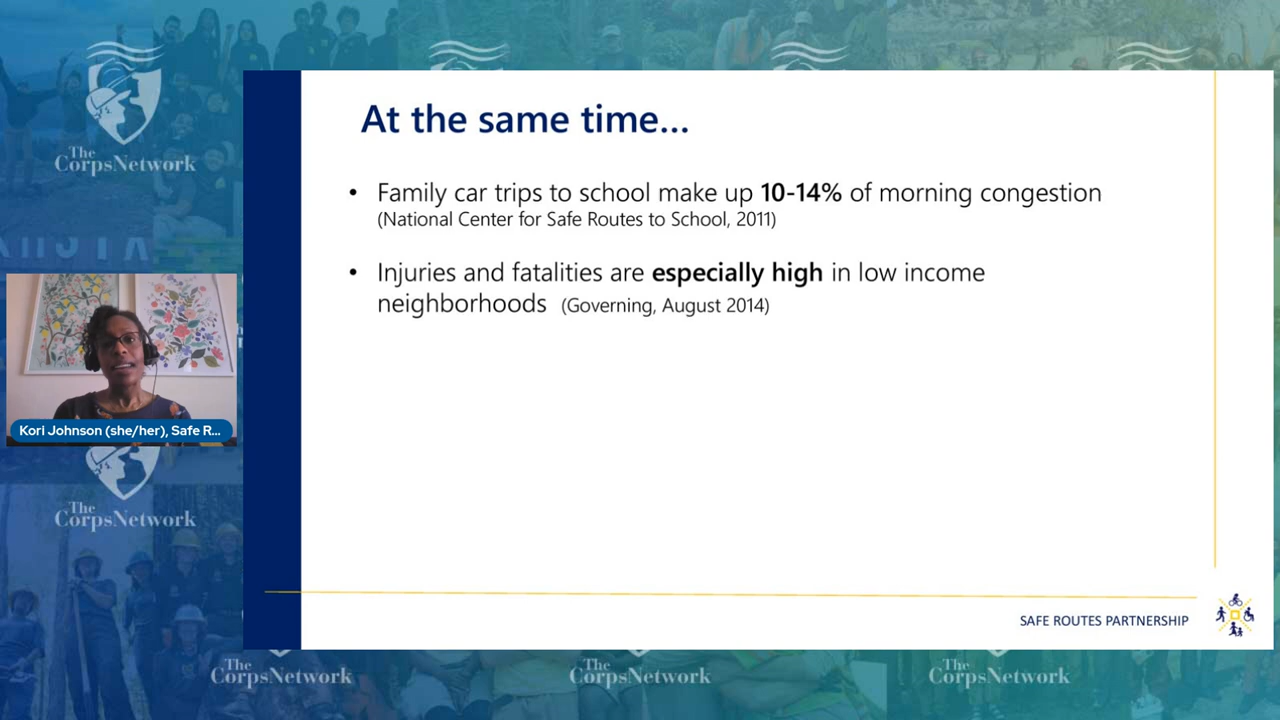 The
CorpsNetwork
At the same time...
• Family car trips to school make up 10-14% of morning congestion
(National Center for Safe Routes to School, 2011)
• Injuries and fatalities are especially high in low income
neighborhoods (Governing, August 2014)
Kori Johnson (she/her), Safe R...
The
CorpsNetwork
SAFE ROUTES PARTNERSHIP
The
CorpsNetwork
The
CorpsNetwork
The
CorpsNetwork